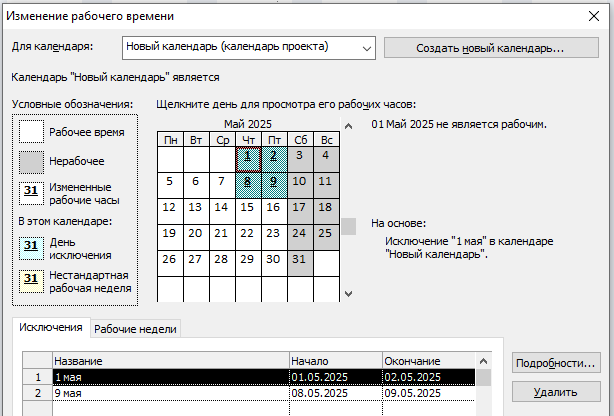 Изменение рабочего времени
Для календаря: Новый календарь (календарь проекта) Создать новый календарь...
Календарь "Новый календарь" является
Условные обозначения:
Рабочее время
Нерабочее
31 Измененные рабочие часы
В этом календаре:
31 День исключения
31 Нестандартная рабочая неделя
Щелкните день для просмотра его рабочих часов:
Май 2025
Пн Вт Ср Чт Пт Сб Вс
1 2 3 4
5 6 7 8 9 10 11
12 13 14 15 16 17 18
19 20 21 22 23 24 25
26 27 28 29 30 31
01 Май 2025 не является рабочим.
На основе:
Исключение "1 мая" в календаре
"Новый календарь".
Исключения Рабочие недели
Название Начало Окончание
1 1 мая 01.05.2025 02.05.2025
2 9 мая 08.05.2025 09.05.2025
Подробности...
Удалить